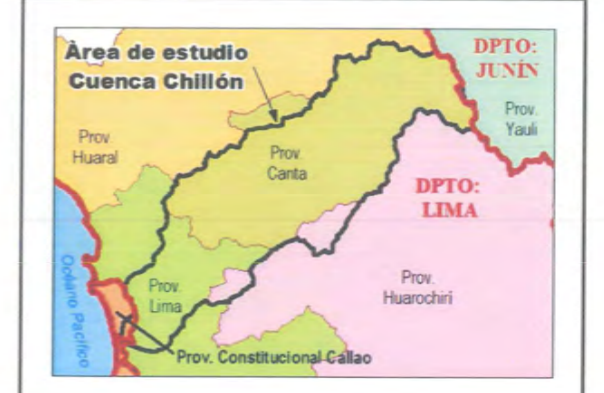 Àrea de estudio
Cuenca Chillón
DPTO:
JUNÍN
Prov.
Yauli
Prov.
Huaral
Prov.
Canta
DPTO:
LIMA
Prov.
Huarochirí
Prov.
Lima
Océano Pacífico
Prov. Constitucional Callao